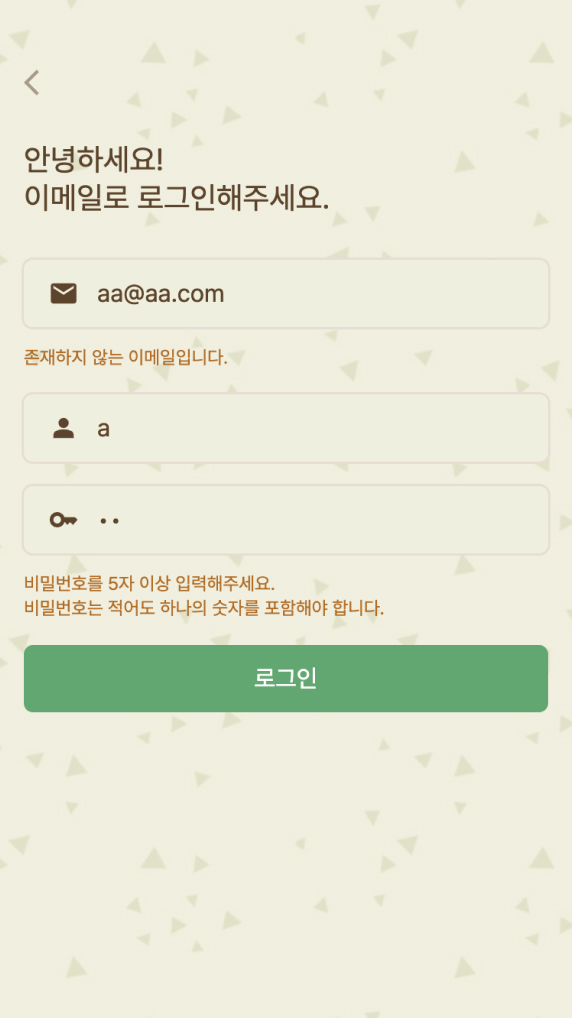 안녕하세요!
이메일로 로그인해주세요.
aa@aa.com
존재하지 않는 이메일입니다.
a
••
비밀번호를 5자 이상 입력해주세요.
비밀번호는 적어도 하나의 숫자를 포함해야 합니다.
로그인